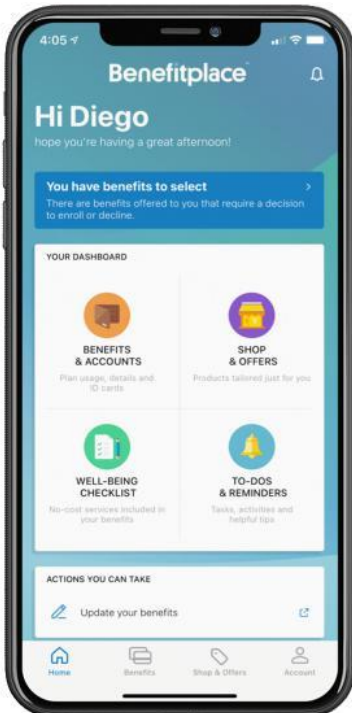 4:05
Benefitplace
Hi Diego
hope you're having a great afternoon!
You have benefits to select
There are benefits offered to you that require a decision
to enroll or decline.
YOUR DASHBOARD
BENEFITS
& ACCOUNTS
Plan usage, details and
ID cards
SHOP
& OFFERS
Products tailored just for you
WELL-BEING
CHECKLIST
No-cost services included in
your benefits
TO-DOS
& REMINDERS
Tasks, activities and
helpful tips
ACTIONS YOU CAN TAKE
Update your benefits
Home
Benefits
Shop & Offers
Account